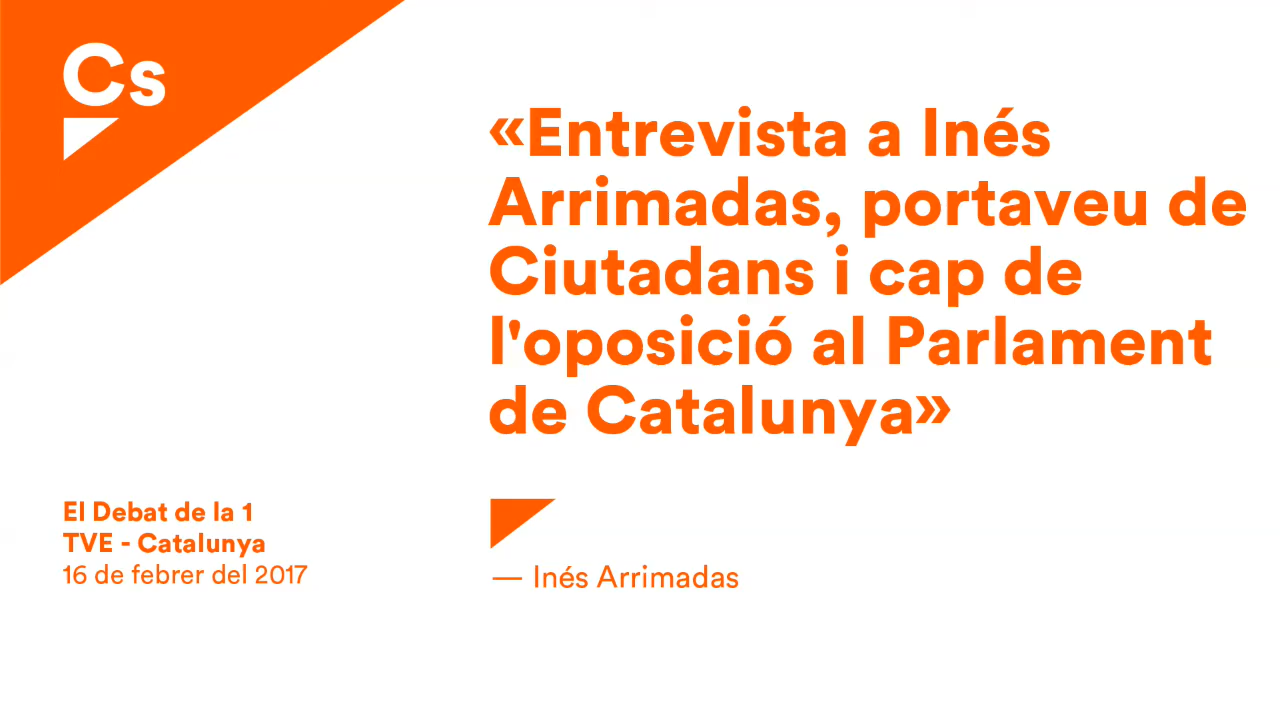 Cs
«Entrevista a Inés
Arrimadas, portaveu de
Ciutadans i cap de
l'oposició al Parlament
de Catalunya»
El Debat de la 1
TVE - Catalunya
16 de febrer del 2017
— Inés Arrimadas